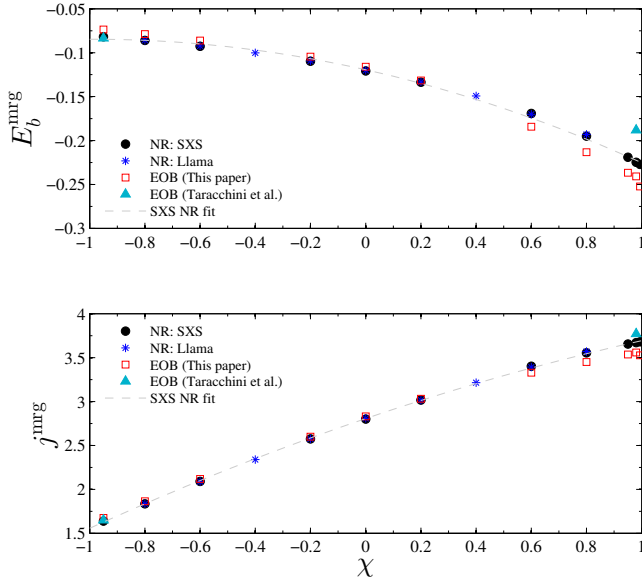 −0.05
−0.1
−0.15
−0.2
−0.25
−0.3
E_b^mrg
NR: SXS
NR: Llama
EOB (This paper)
EOB (Taracchini et al.)
SXS NR fit
−1 −0.8 −0.6 −0.4 −0.2 0 0.2 0.4 0.6 0.8 1
4
3.5
3
2.5
2
1.5
j^mrg
NR: SXS
NR: Llama
EOB (This paper)
EOB (Taracchini et al.)
SXS NR fit
−1 −0.8 −0.6 −0.4 −0.2 0 0.2 0.4 0.6 0.8 1
χ